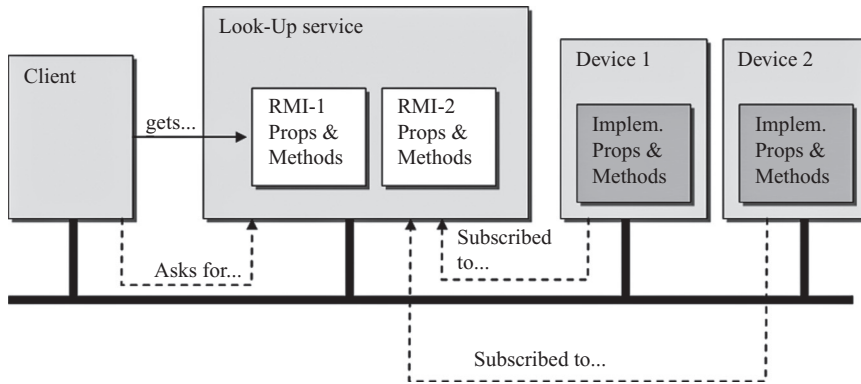 Look-Up service
Client
Device 1
Device 2
gets...
RMI-1
Props &
Methods
RMI-2
Props &
Methods
Implem.
Props &
Methods
Implem.
Props &
Methods
Asks for...
Subscribed
to...
Subscribed to...